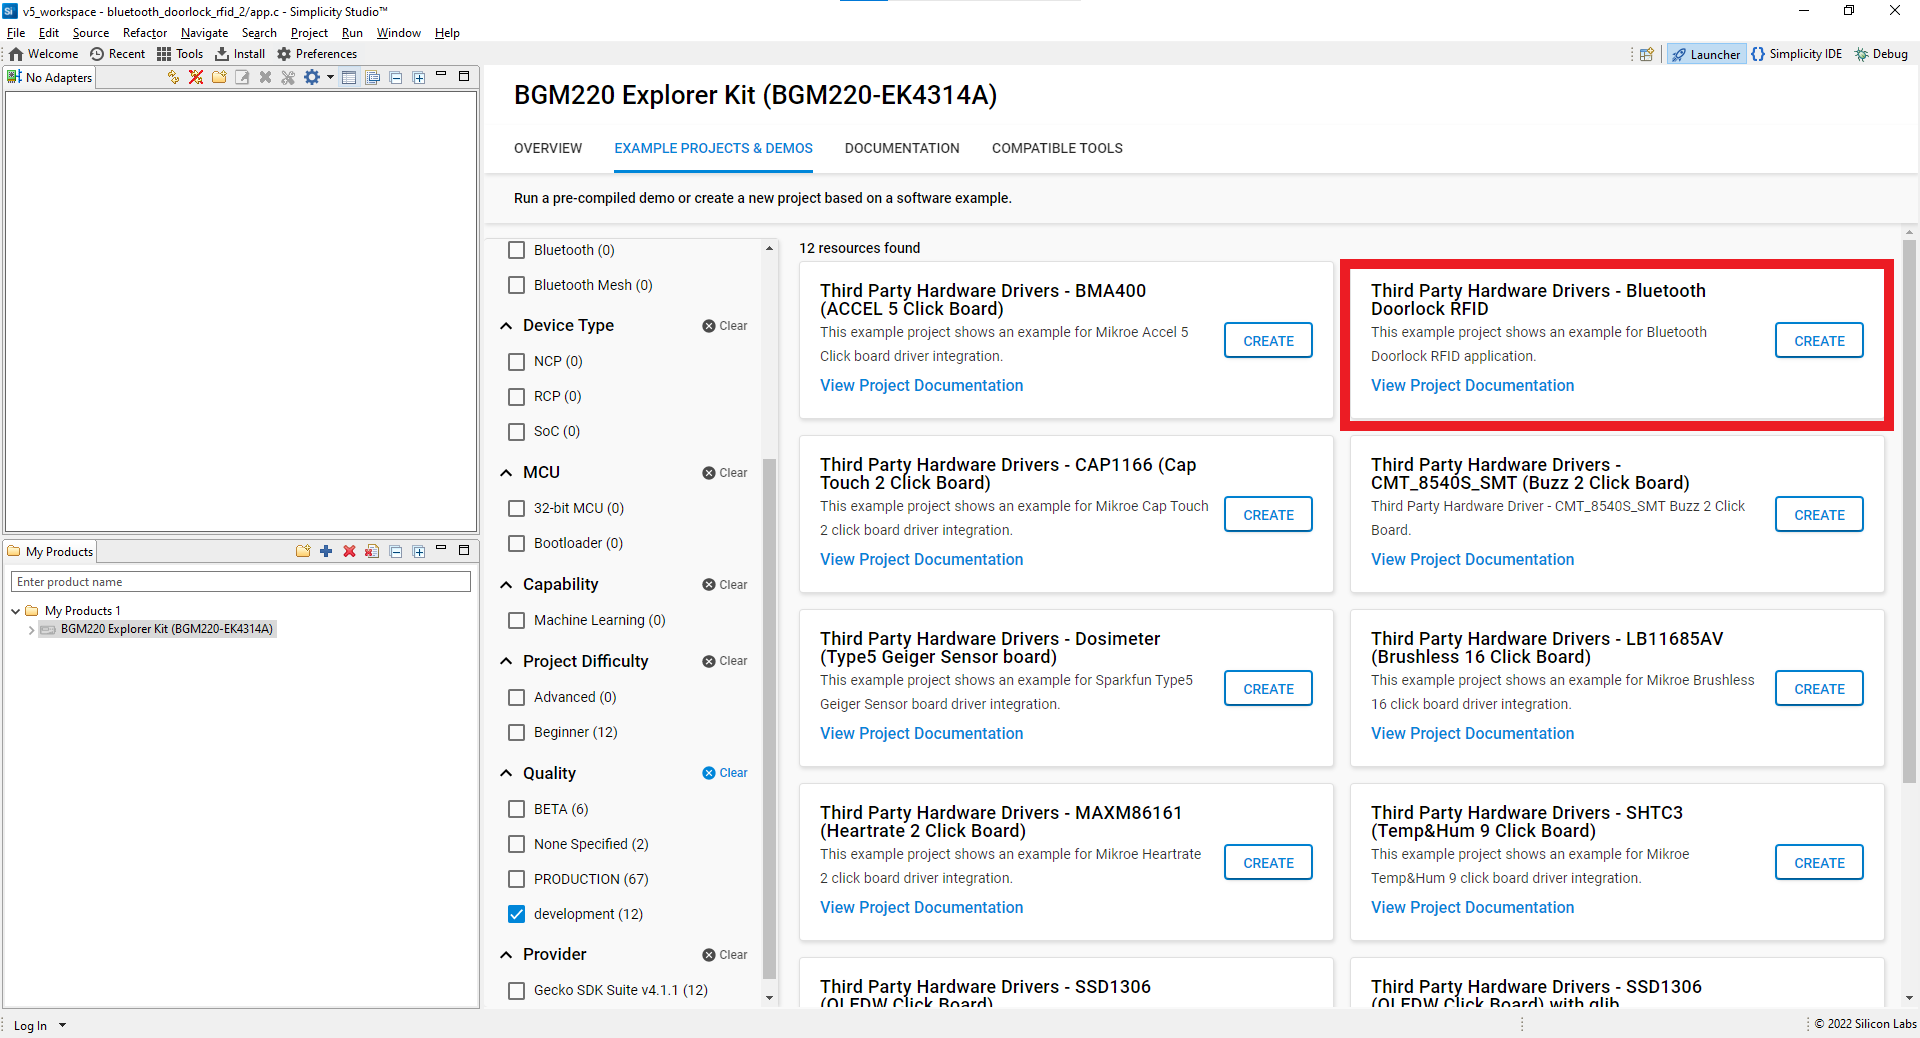 v5_workspace - bluetooth_doorlock_rfid_2/app.c - Simplicity Studio™
File Edit Source Refactor Navigate Search Project Run Window Help
Welcome Recent Tools Install Preferences
Launcher Simplicity IDE Debug
No Adapters
BGM220 Explorer Kit (BGM220-EK4314A)
OVERVIEW EXAMPLE PROJECTS & DEMOS DOCUMENTATION COMPATIBLE TOOLS
Run a pre-compiled demo or create a new project based on a software example.
My Products
Enter product name
My Products 1
BGM220 Explorer Kit (BGM220-EK4314A)
Bluetooth (0)
Bluetooth Mesh (0)
Device Type Clear
NCP (0)
RCP (0)
SoC (0)
MCU Clear
32-bit MCU (0)
Bootloader (0)
Capability Clear
Machine Learning (0)
Project Difficulty Clear
Advanced (0)
Beginner (12)
Quality Clear
BETA (6)
None Specified (2)
PRODUCTION (67)
development (12)
Provider Clear
Gecko SDK Suite v4.1.1 (12)
12 resources found
Third Party Hardware Drivers - BMA400
(ACCEL 5 Click Board)
This example project shows an example for Mikroe Accel 5
Click board driver integration.
View Project Documentation
CREATE
Third Party Hardware Drivers - Bluetooth
Doorlock RFID
This example project shows an example for Bluetooth
Doorlock RFID application.
View Project Documentation
CREATE
Third Party Hardware Drivers - CAP1166 (Cap
Touch 2 Click Board)
This example project shows an example for Mikroe Cap Touch
2 click board driver integration.
View Project Documentation
CREATE
Third Party Hardware Drivers -
CMT_8540S_SMT (Buzz 2 Click Board)
Third Party Hardware Driver - CMT_8540S_SMT Buzz 2 Click
Board.
View Project Documentation
CREATE
Third Party Hardware Drivers - Dosimeter
(Type5 Geiger Sensor board)
This example project shows an example for Sparkfun Type5
Geiger Sensor board driver integration.
View Project Documentation
CREATE
Third Party Hardware Drivers - LB11685AV
(Brushless 16 Click Board)
This example project shows an example for Mikroe Brushless
16 click board driver integration.
View Project Documentation
CREATE
Third Party Hardware Drivers - MAXM86161
(Heartrate 2 Click Board)
This example project shows an example for Mikroe Heartrate
2 click board driver integration.
View Project Documentation
CREATE
Third Party Hardware Drivers - SHTC3
(Temp&Hum 9 Click Board)
This example project shows an example for Mikroe
Temp&Hum 9 click board driver integration.
View Project Documentation
CREATE
Third Party Hardware Drivers - SSD1306
(OLEDW Click Board)
Third Party Hardware Drivers - SSD1306
(OLEDW Click Board) with glib
Log In
© 2022 Silicon Labs